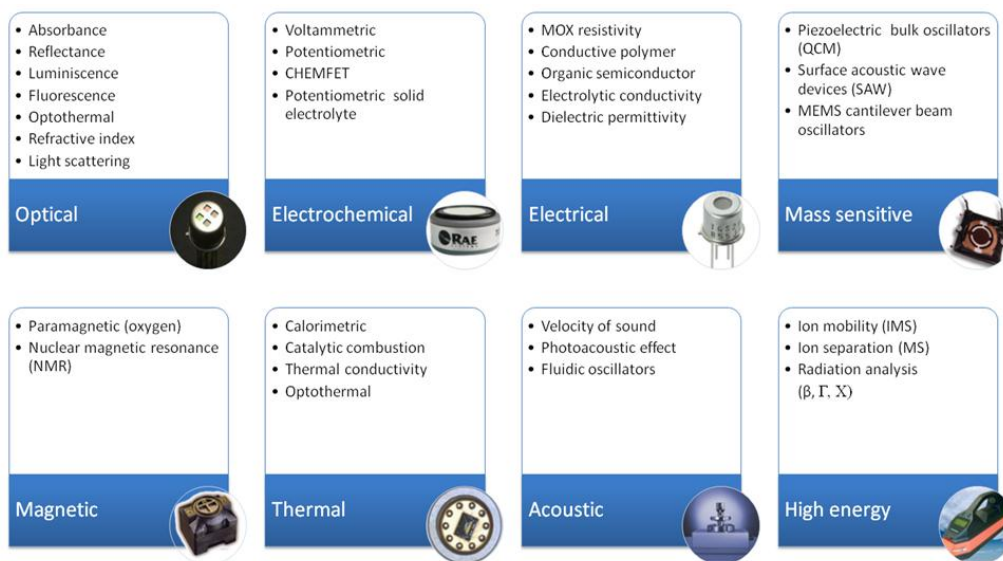 • Absorbance
• Reflectance
• Luminiscence
• Fluorescence
• Optothermal
• Refractive index
• Light scattering
Optical
• Voltammetric
• Potentiometric
• CHEMFET
• Potentiometric solid
electrolyte
Electrochemical
RAE
• MOX resistivity
• Conductive polymer
• Organic semiconductor
• Electrolytic conductivity
• Dielectric permittivity
Electrical
• Piezoelectric bulk oscillators
(QCM)
• Surface acoustic wave
devices (SAW)
• MEMS cantilever beam
oscillators
Mass sensitive
• Paramagnetic (oxygen)
• Nuclear magnetic resonance
(NMR)
Magnetic
• Calorimetric
• Catalytic combustion
• Thermal conductivity
• Optothermal
Thermal
• Velocity of sound
• Photoacoustic effect
• Fluidic oscillators
Acoustic
• Ion mobility (IMS)
• Ion separation (MS)
• Radiation analysis
(β, Γ, X)
High energy